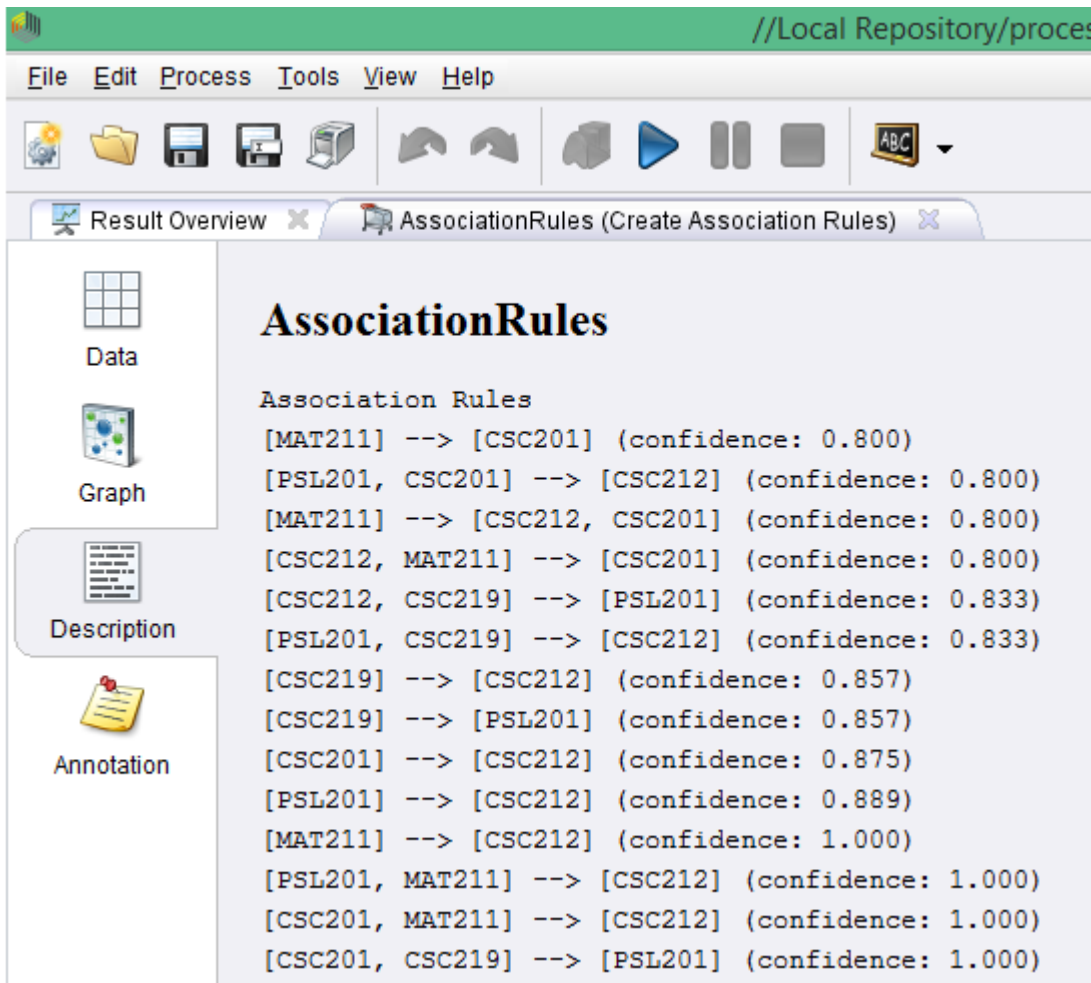 //Local Repository/proces
File Edit Process Tools View Help
ABC
Result Overview AssociationRules (Create Association Rules)
Data
Graph
Description
Annotation
AssociationRules
Association Rules
[MAT211] --> [CSC201] (confidence: 0.800)
[PSL201, CSC201] --> [CSC212] (confidence: 0.800)
[MAT211] --> [CSC212, CSC201] (confidence: 0.800)
[CSC212, MAT211] --> [CSC201] (confidence: 0.800)
[CSC212, CSC219] --> [PSL201] (confidence: 0.833)
[PSL201, CSC219] --> [CSC212] (confidence: 0.833)
[CSC219] --> [CSC212] (confidence: 0.857)
[CSC219] --> [PSL201] (confidence: 0.857)
[CSC201] --> [CSC212] (confidence: 0.875)
[PSL201] --> [CSC212] (confidence: 0.889)
[MAT211] --> [CSC212] (confidence: 1.000)
[PSL201, MAT211] --> [CSC212] (confidence: 1.000)
[CSC201, MAT211] --> [CSC212] (confidence: 1.000)
[CSC201, CSC219] --> [PSL201] (confidence: 1.000)